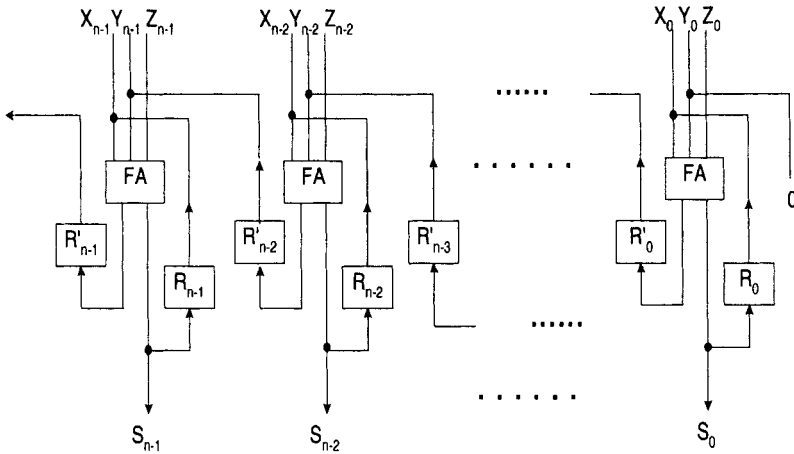 Xn-1 Yn-1 Zn-1 Xn-2 Yn-2 Zn-2 X0 Y0 Z0
......
. . . . . .
FA FA FA
0
R'n-1 R'n-2 R'n-3 R'0
Rn-1 Rn-2 R0
......
. . . . . .
Sn-1 Sn-2 S0